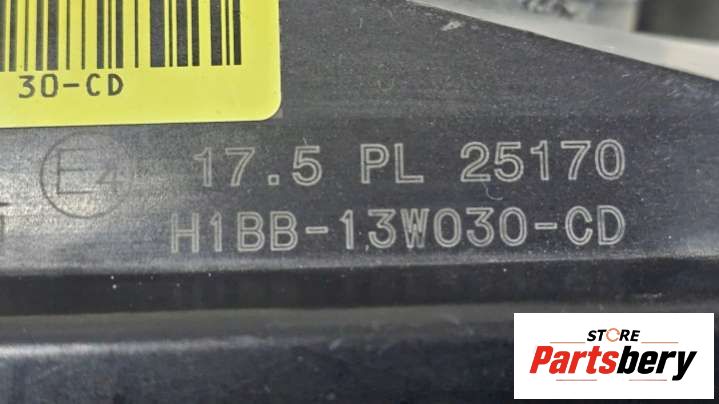 30-CD
E4 17.5 PL 25170
H1BB-13W030-CD
STORE
Partsbery